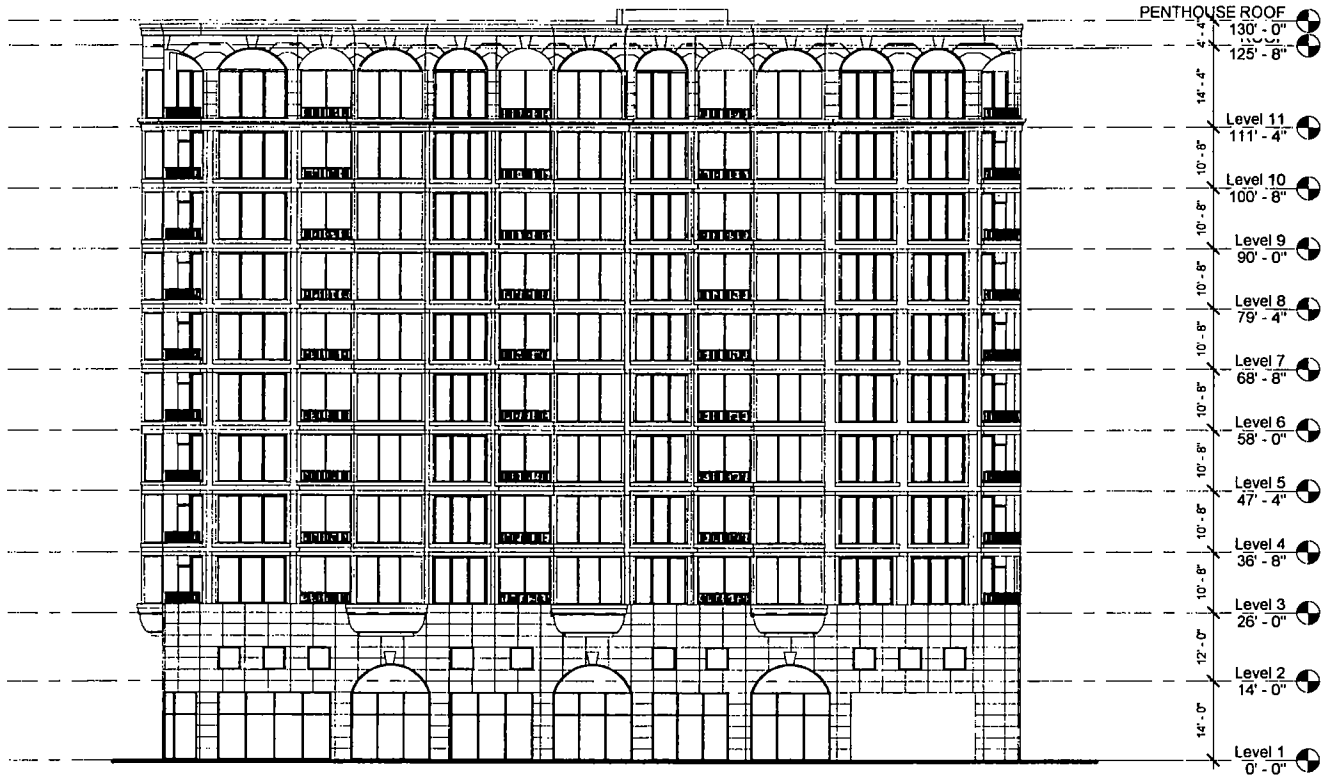 PENTHOUSE ROOF
130' - 0"
4' - 4"
ROOF
125' - 8"
14' - 4"
Level 11
111' - 4"
10' - 8"
Level 10
100' - 8"
10' - 8"
Level 9
90' - 0"
10' - 8"
Level 8
79' - 4"
10' - 8"
Level 7
68' - 8"
10' - 8"
Level 6
58' - 0"
10' - 8"
Level 5
47' - 4"
10' - 8"
Level 4
36' - 8"
10' - 8"
Level 3
26' - 0"
12' - 0"
Level 2
14' - 0"
14' - 0"
Level 1
0' - 0"